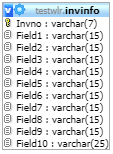 testwlr.invinfo
Invno : varchar(7)
Field1 : varchar(15)
Field2 : varchar(15)
Field3 : varchar(15)
Field4 : varchar(15)
Field5 : varchar(15)
Field6 : varchar(15)
Field7 : varchar(15)
Field8 : varchar(15)
Field9 : varchar(15)
Field10 : varchar(25)